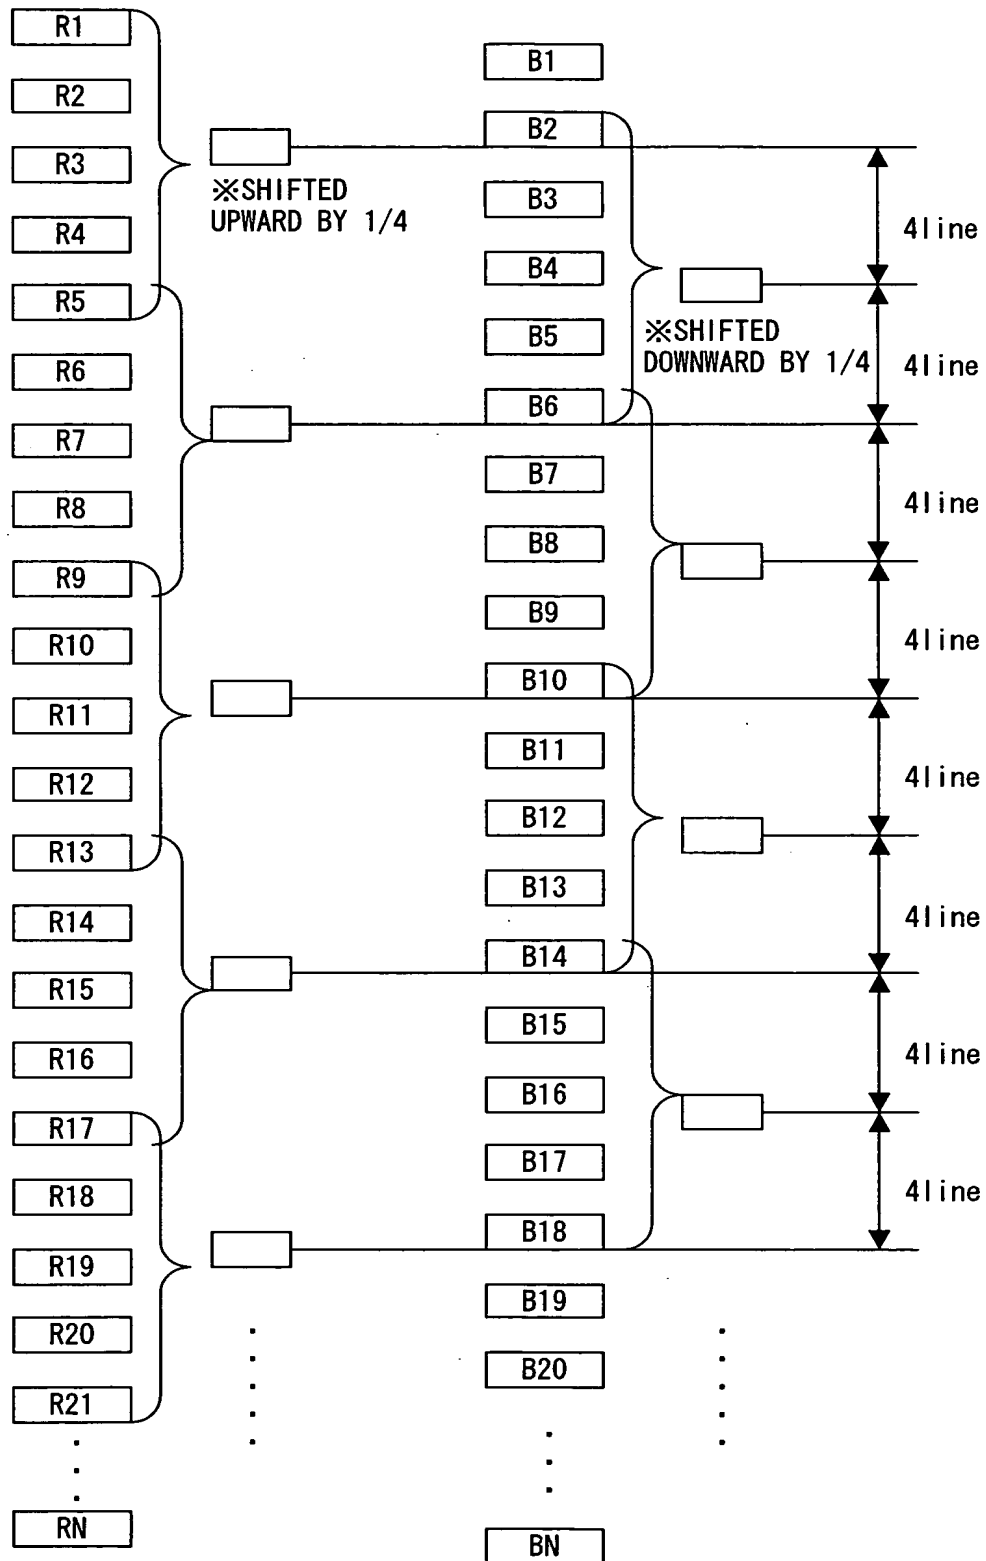 R1
R2
R3
R4
R5
R6
R7
R8
R9
R10
R11
R12
R13
R14
R15
R16
R17
R18
R19
R20
R21
RN
※SHIFTED
UPWARD BY 1/4
B1
B2
B3
B4
B5
B6
B7
B8
B9
B10
B11
B12
B13
B14
B15
B16
B17
B18
B19
B20
BN
※SHIFTED
DOWNWARD BY 1/4
4line
4line
4line
4line
4line
4line
4line
4line